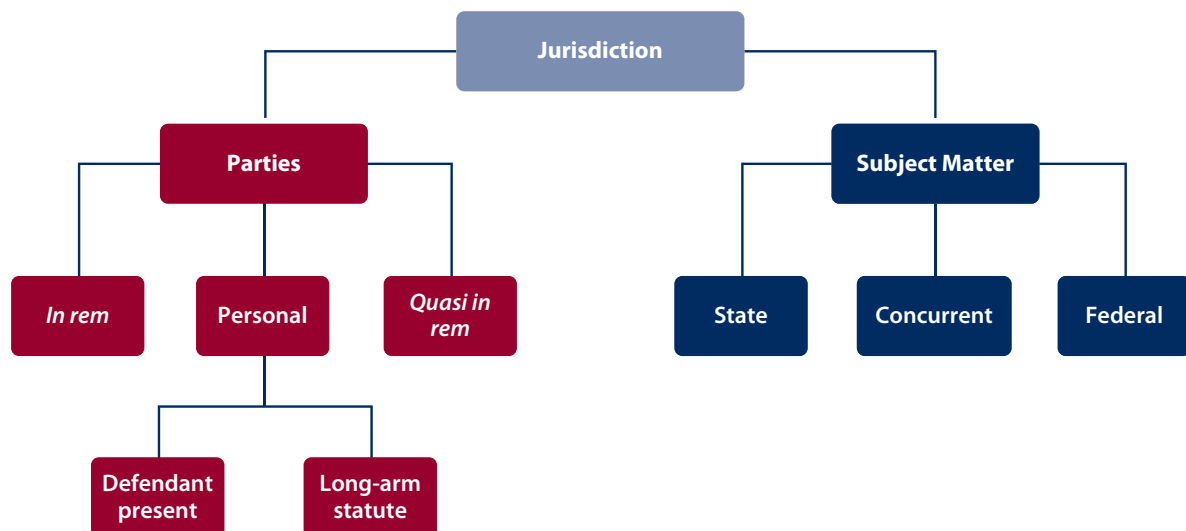 Jurisdiction
Parties
Subject Matter
In rem
Personal
Quasi in
rem
State
Concurrent
Federal
Defendant
present
Long-arm
statute